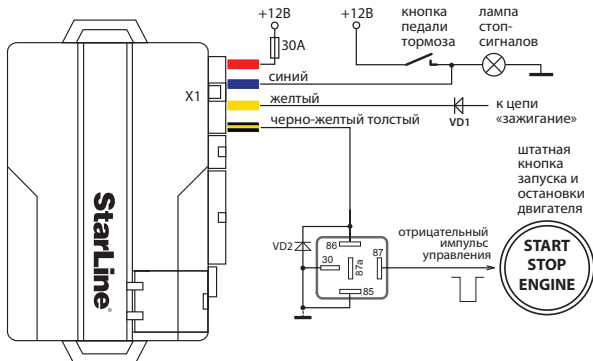 +12В
+12В
кнопка
педали
тормоза
лампа
стоп-
сигналов
30А
синий
X1
желтый
VD1
к цепи
«зажигание»
черно-желтый толстый
штатная
кнопка
запуска и
остановки
двигателя
StarLine®
VD2
86
30
87a
87
85
отрицательный
импульс
управления
START
STOP
ENGINE